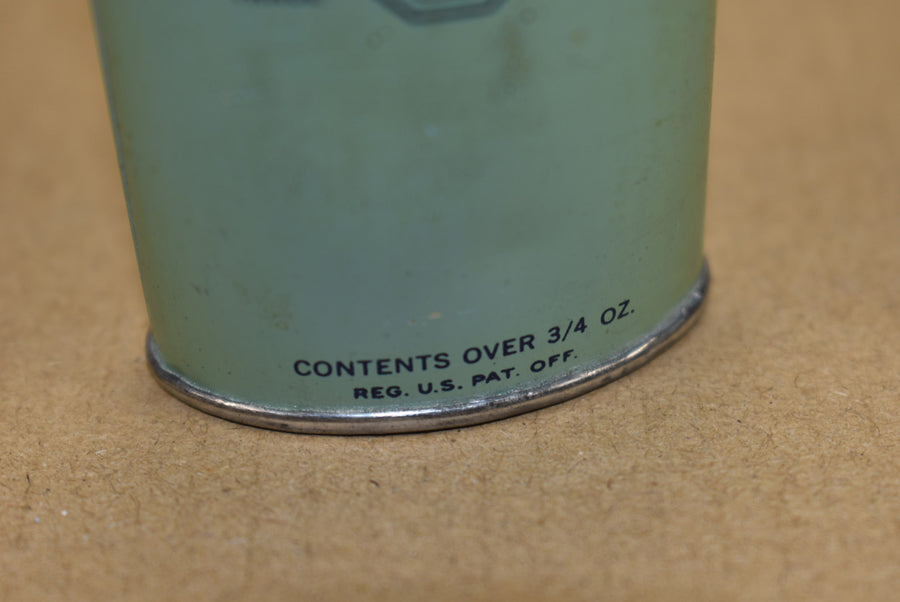 CONTENTS OVER 3/4 OZ.
REG. U.S. PAT. OFF.